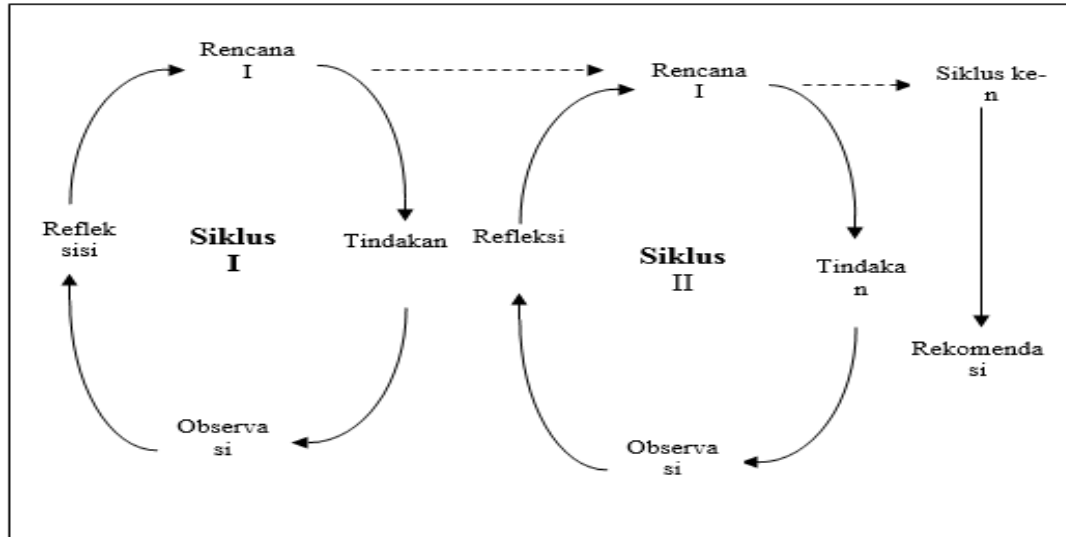 Rencana
I
Rencana
I
Siklus ke-
n
Reflek
sisi
Siklus
I
Tindakan
Refleksi
Siklus
II
Tindaka
n
Rekomenda
si
Observa
si
Observa
si